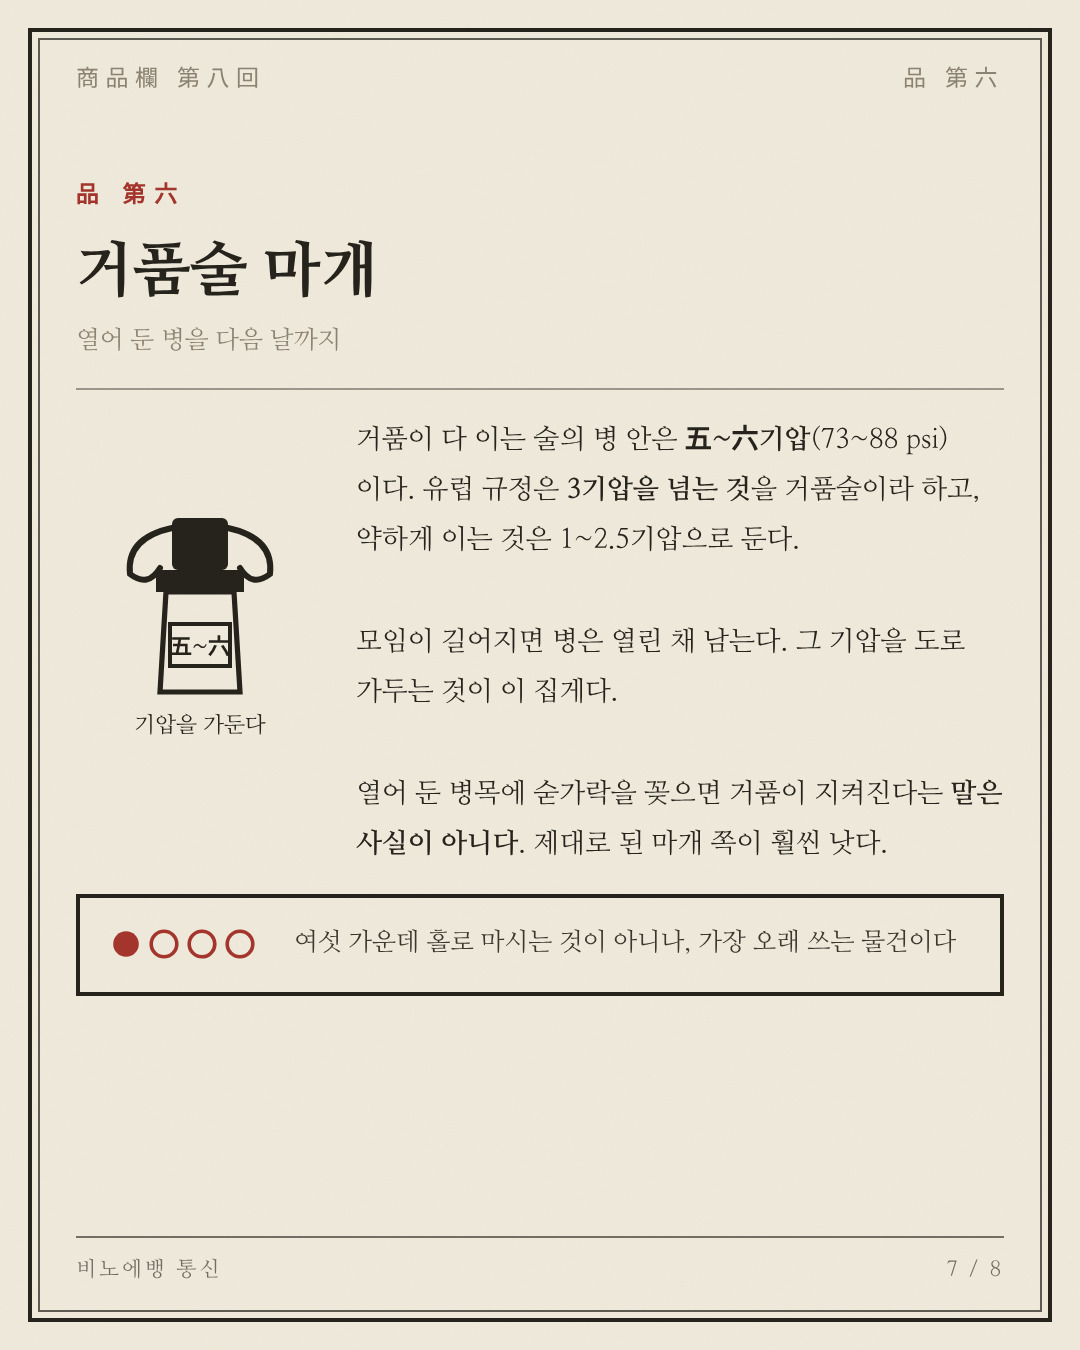 商品欄 第八回
品 第六
品 第六
거품술 마개
열어 둔 병을 다음 날까지
거품이 다 이는 술의 병 안은 五~六기압(73~88 psi)
이다. 유럽 규정은 3기압을 넘는 것을 거품술이라 하고,
약하게 이는 것은 1~2.5기압으로 둔다.
五~六
기압을 가둔다
모임이 길어지면 병은 열린 채 남는다. 그 기압을 도로
가두는 것이 이 집게다.
열어 둔 병목에 숟가락을 꽂으면 거품이 지켜진다는 말은
사실이 아니다. 제대로 된 마개 쪽이 훨씬 낫다.
여섯 가운데 홀로 마시는 것이 아니나, 가장 오래 쓰는 물건이다
비노에뱅 통신
7 / 8